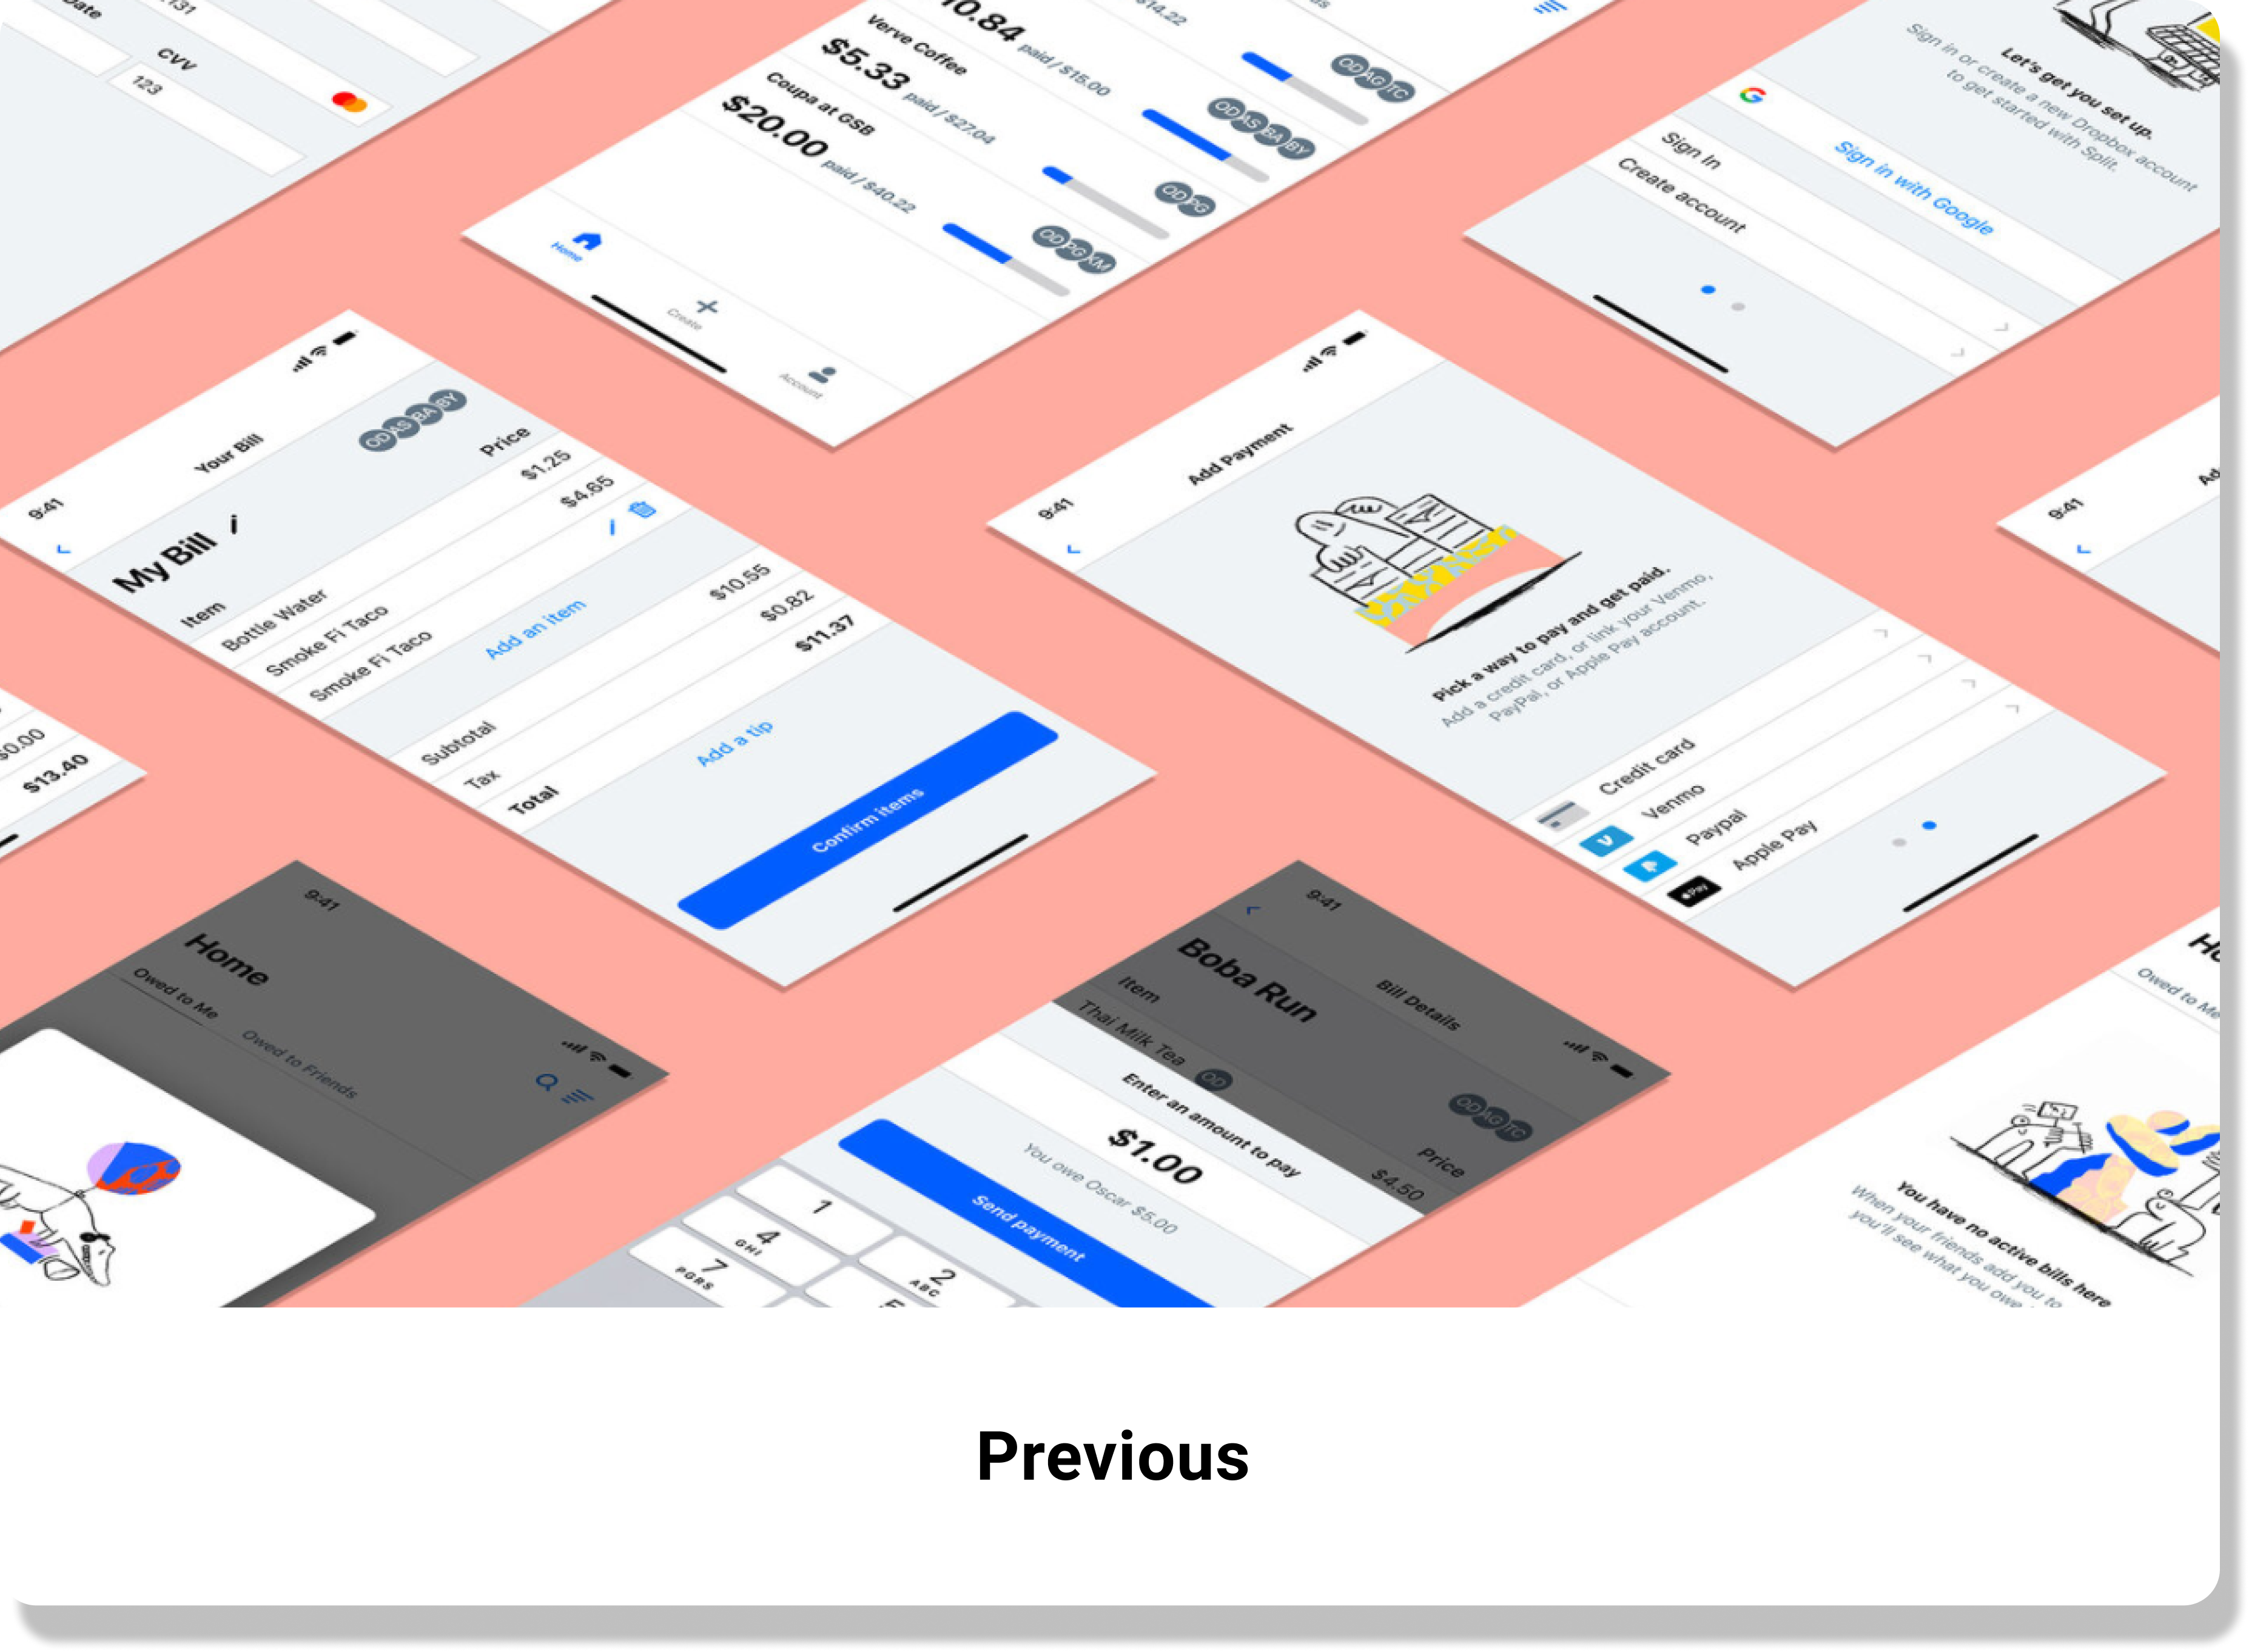 Date
131
CVV
123
$14.22
10.84 paid / $15.00
Verve Coffee
$5.33 paid / $27.04
Coupa at GSB
$20.00 paid / $40.22
OD AG TC
OD AS BA BY
OD PG
OD PG KM
Home
Create
Account
Let's get you set up.
Sign in or create a new Dropbox account
to get started with Split.
Sign in with Google
Sign In
Create account
9:41
Your Bill
OD AS BA BY
My Bill
Item Price
Bottle Water $1.25
Smoke Fi Taco $4.65
Smoke Fi Taco
Add an item
Subtotal $10.55
Tax $0.82
Total $11.37
Add a tip
Confirm items
9:41
Add Payment
Pick a way to pay and get paid.
Add a credit card, or link your Venmo,
PayPal, or Apple Pay account.
Credit card
Venmo
Paypal
Pay Apple Pay
9:41
Ad
$0.00
$13.40
9:41
Home
Owed to Me Owed to Friends
9:41
Bill Details
Boba Run
OD AG TC
Item Price
Thai Milk Tea OD $4.50
Enter an amount to pay
$1.00
You owe Oscar $5.00
Send payment
1
2 ABC
4 GHI
7 PGRS
Ho
Owed to Me
You have no active bills here
When your friends add you to
you'll see what you owe
Previous